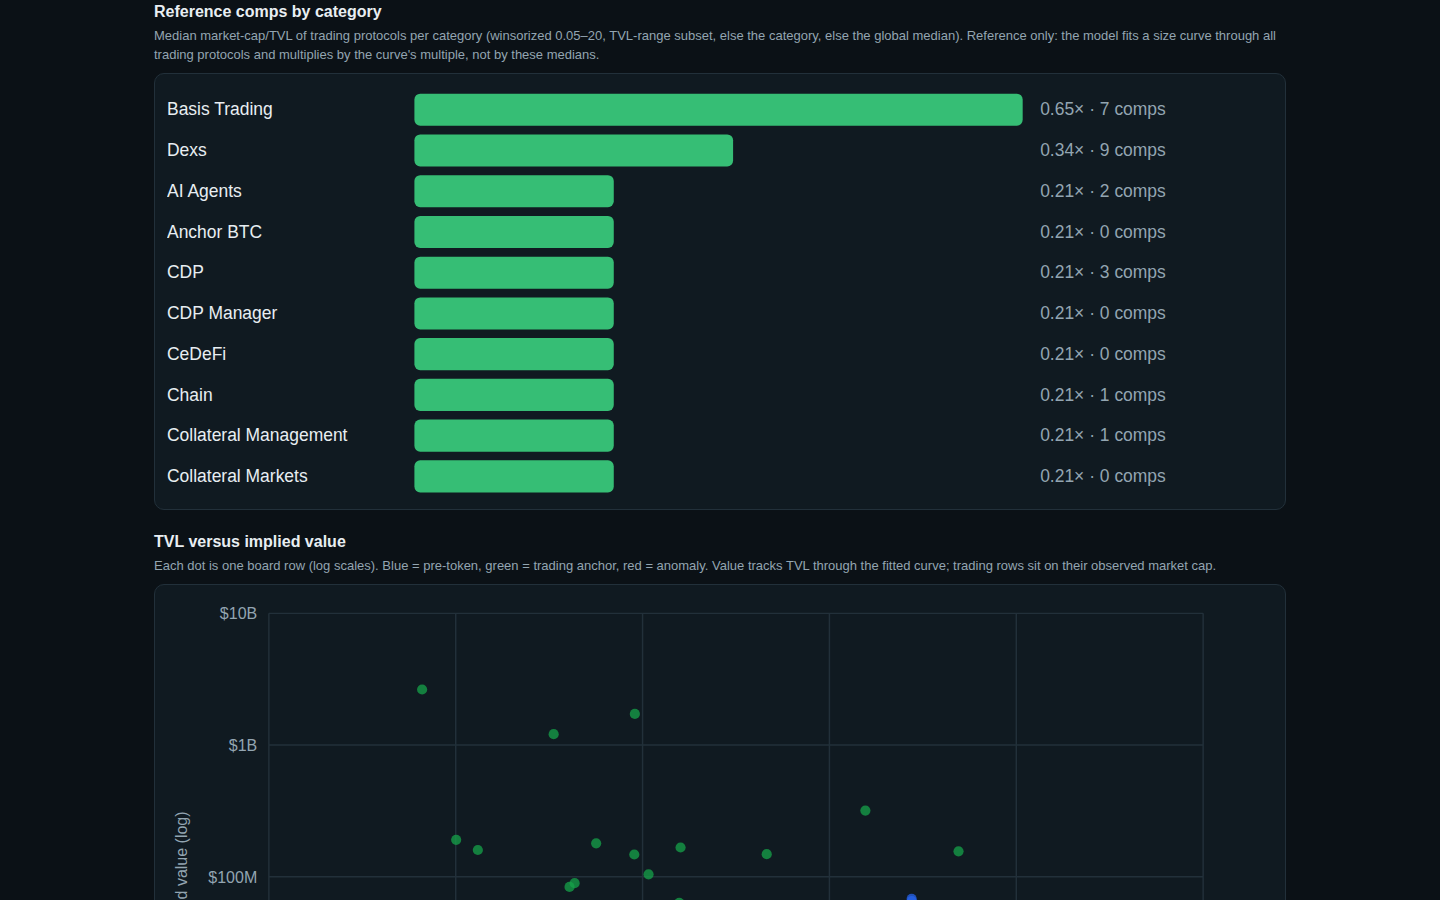 Reference comps by category
Median market-cap/TVL of trading protocols per category (winsorized 0.05–20, TVL-range subset, else the category, else the global median). Reference only: the model fits a size curve through all
trading protocols and multiplies by the curve's multiple, not by these medians.
Basis Trading 0.65× · 7 comps
Dexs 0.34× · 9 comps
AI Agents 0.21× · 2 comps
Anchor BTC 0.21× · 0 comps
CDP 0.21× · 3 comps
CDP Manager 0.21× · 0 comps
CeDeFi 0.21× · 0 comps
Chain 0.21× · 1 comps
Collateral Management 0.21× · 1 comps
Collateral Markets 0.21× · 0 comps
TVL versus implied value
Each dot is one board row (log scales). Blue = pre-token, green = trading anchor, red = anomaly. Value tracks TVL through the fitted curve; trading rows sit on their observed market cap.
$10B
$1B
$100M
d value (log)